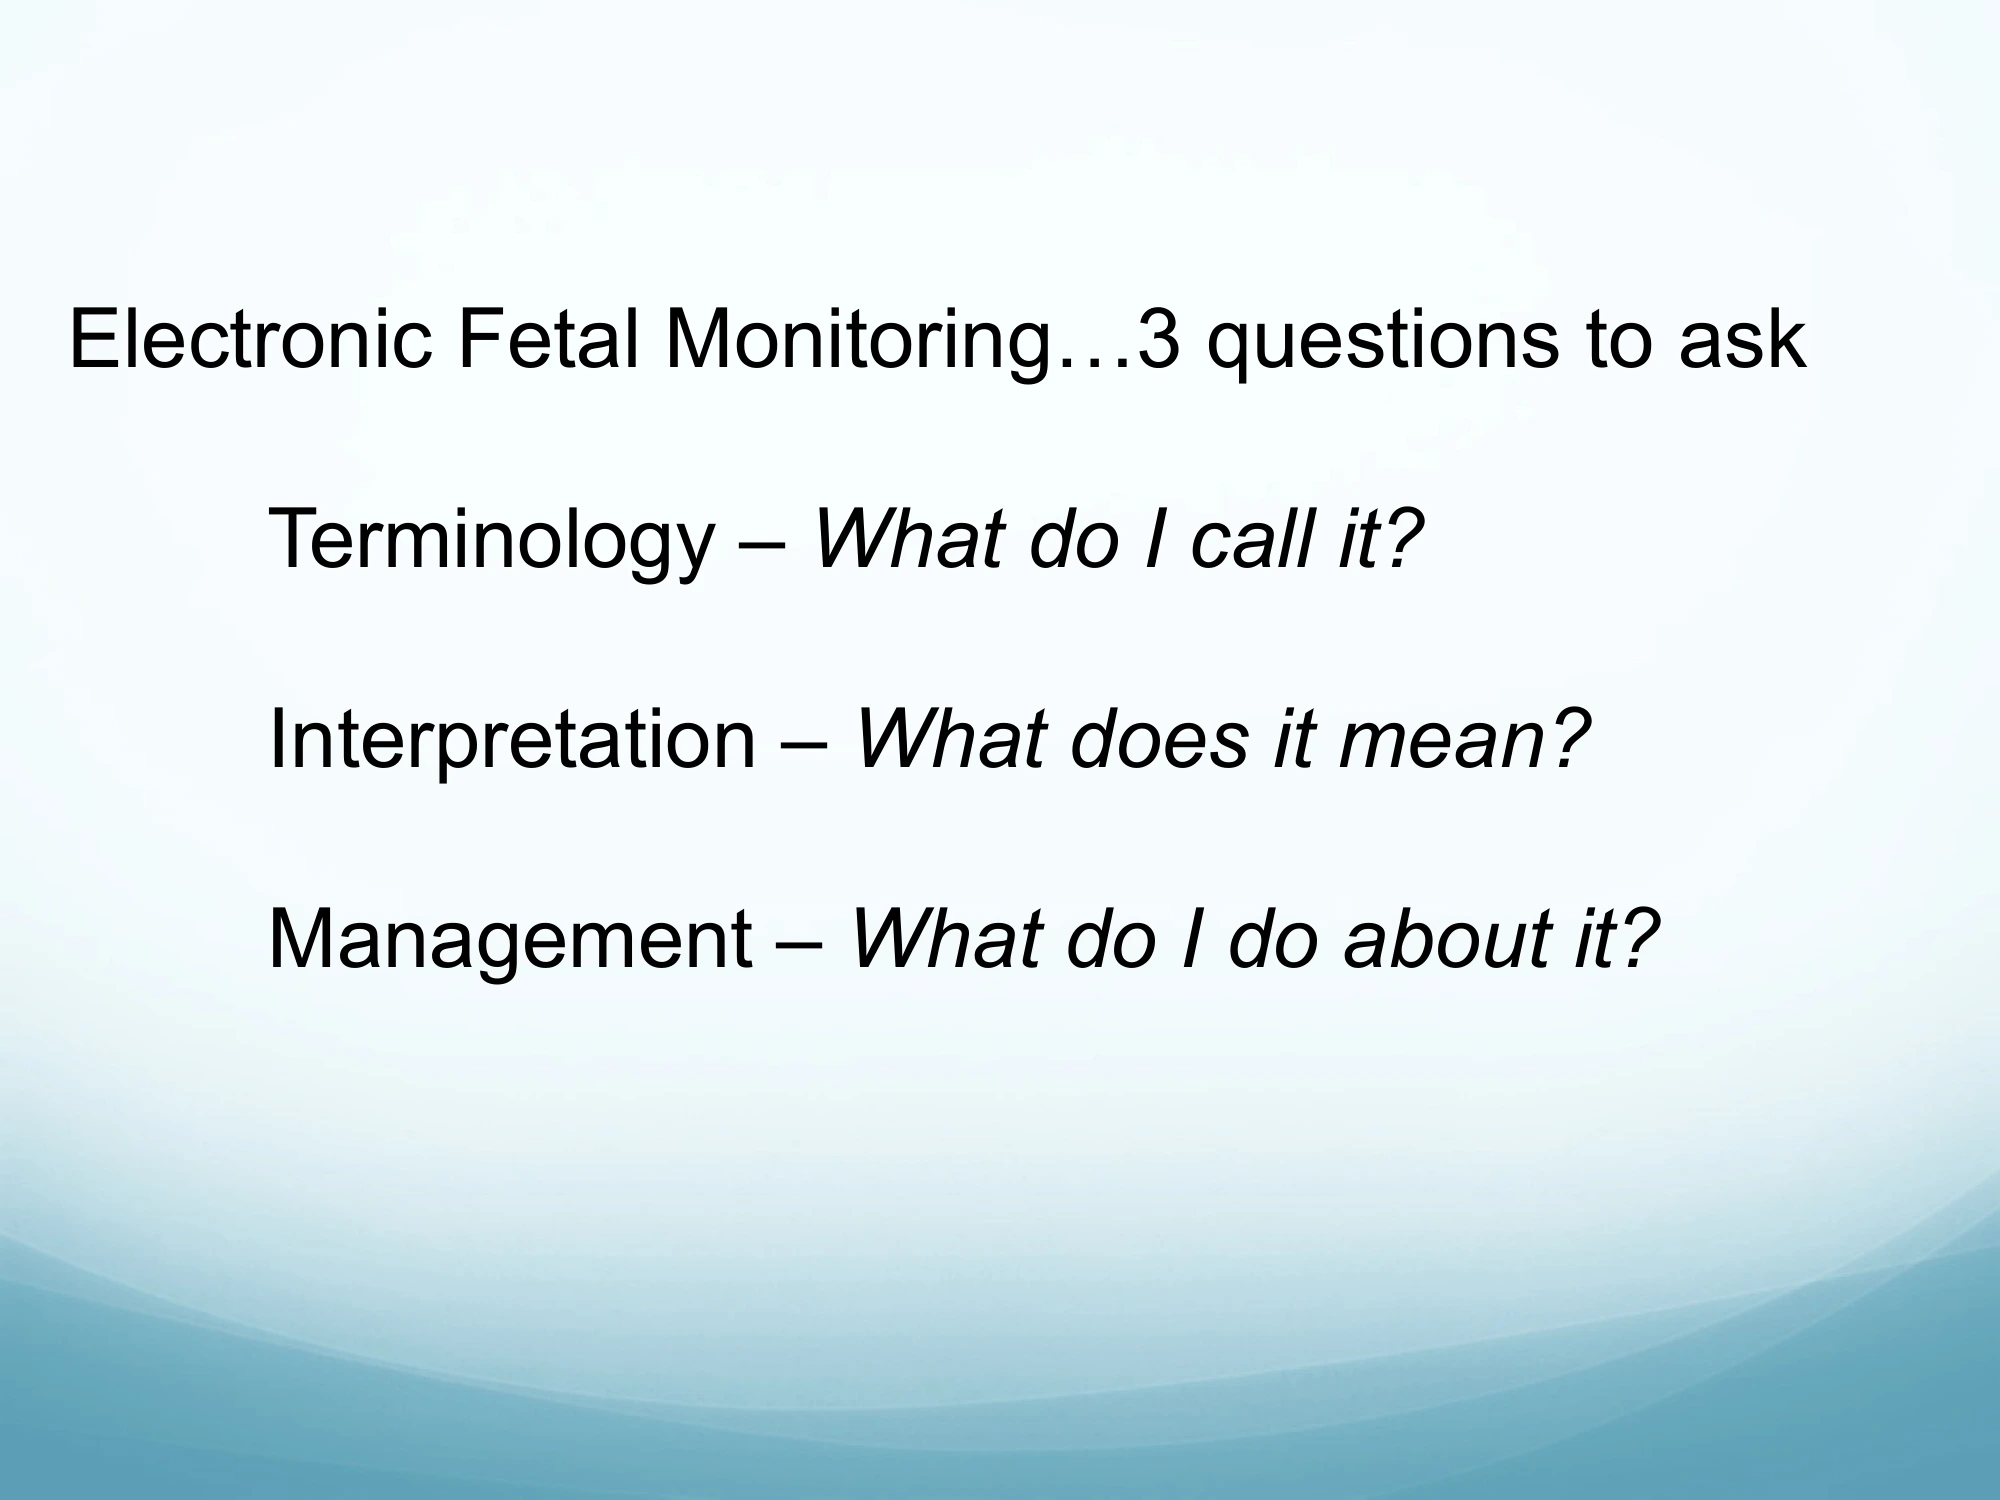 Electronic Fetal Monitoring…3 questions to ask
Terminology – What do I call it?
Interpretation – What does it mean?
Management – What do I do about it?